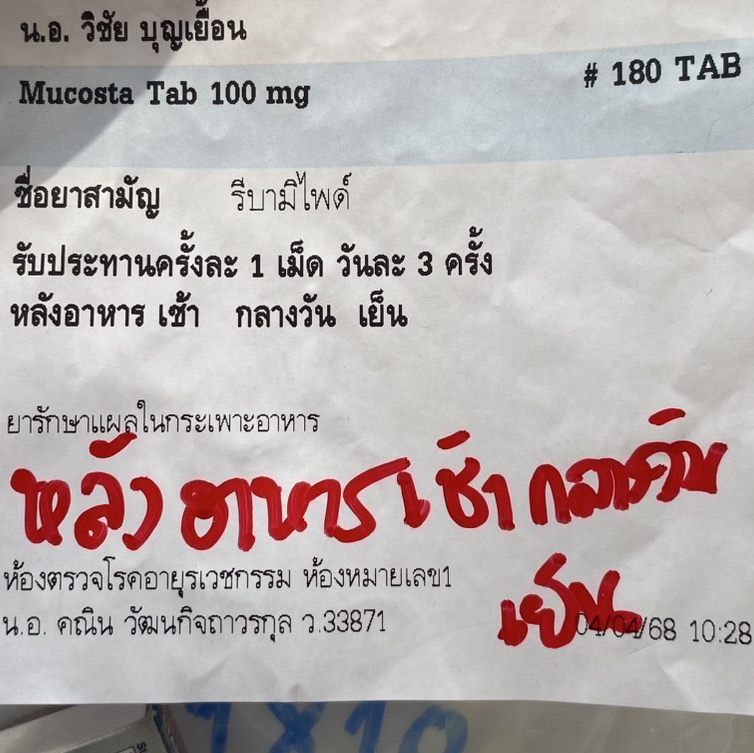 น.อ. วิชัย บุญเยื้อน
Mucosta Tab 100 mg # 180 TAB
ชื่อยาสามัญ รีบามิไพด์
รับประทานครั้งละ 1 เม็ด วันละ 3 ครั้ง
หลังอาหาร เช้า กลางวัน เย็น
ยารักษาแผลในกระเพาะอาหาร
หลังอาหาร เช้า กลางวัน
เย็น
ห้องตรวจโรคอายุรเวชกรรม ห้องหมายเลข1
น.อ. คณิน วัฒนกิจถาวรกุล ว.33871 04/04/68 10:28
1 X 10